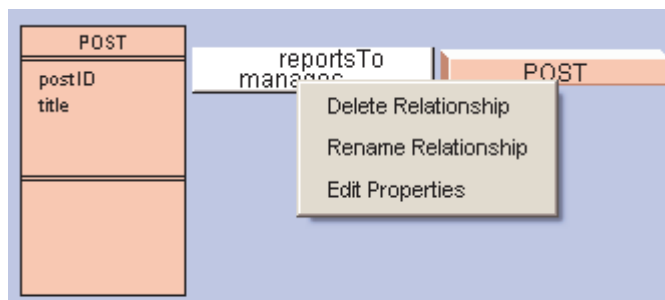 POST
postID
title
reportsTo
manages
POST
Delete Relationship
Rename Relationship
Edit Properties